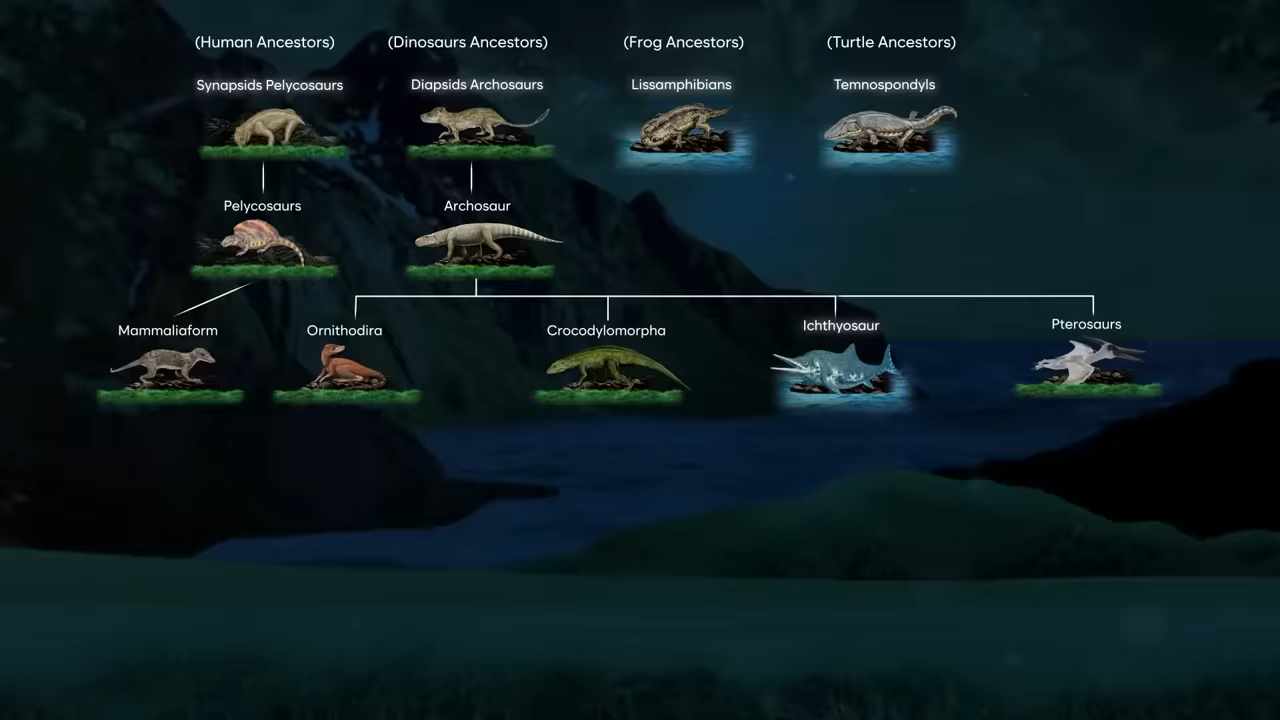 (Human Ancestors)
(Dinosaurs Ancestors)
(Frog Ancestors)
(Turtle Ancestors)
Synapsids Pelycosaurs
Diapsids Archosaurs
Lissamphibians
Temnospondyls
Pelycosaurs
Archosaur
Mammaliaform
Ornithodira
Crocodylomorpha
Ichthyosaur
Pterosaurs